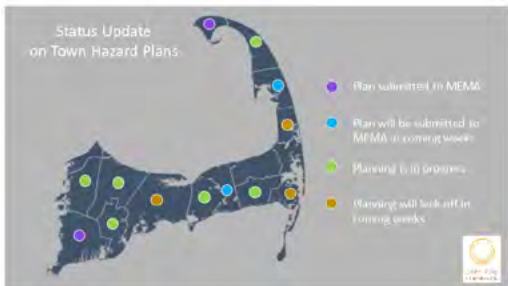 Status Update
on Town Hazard Plans
Plan submitted to MEMA
Plan will be submitted to
MEMA in coming weeks
Planning is in progress
Planning will kick off in
coming weeks